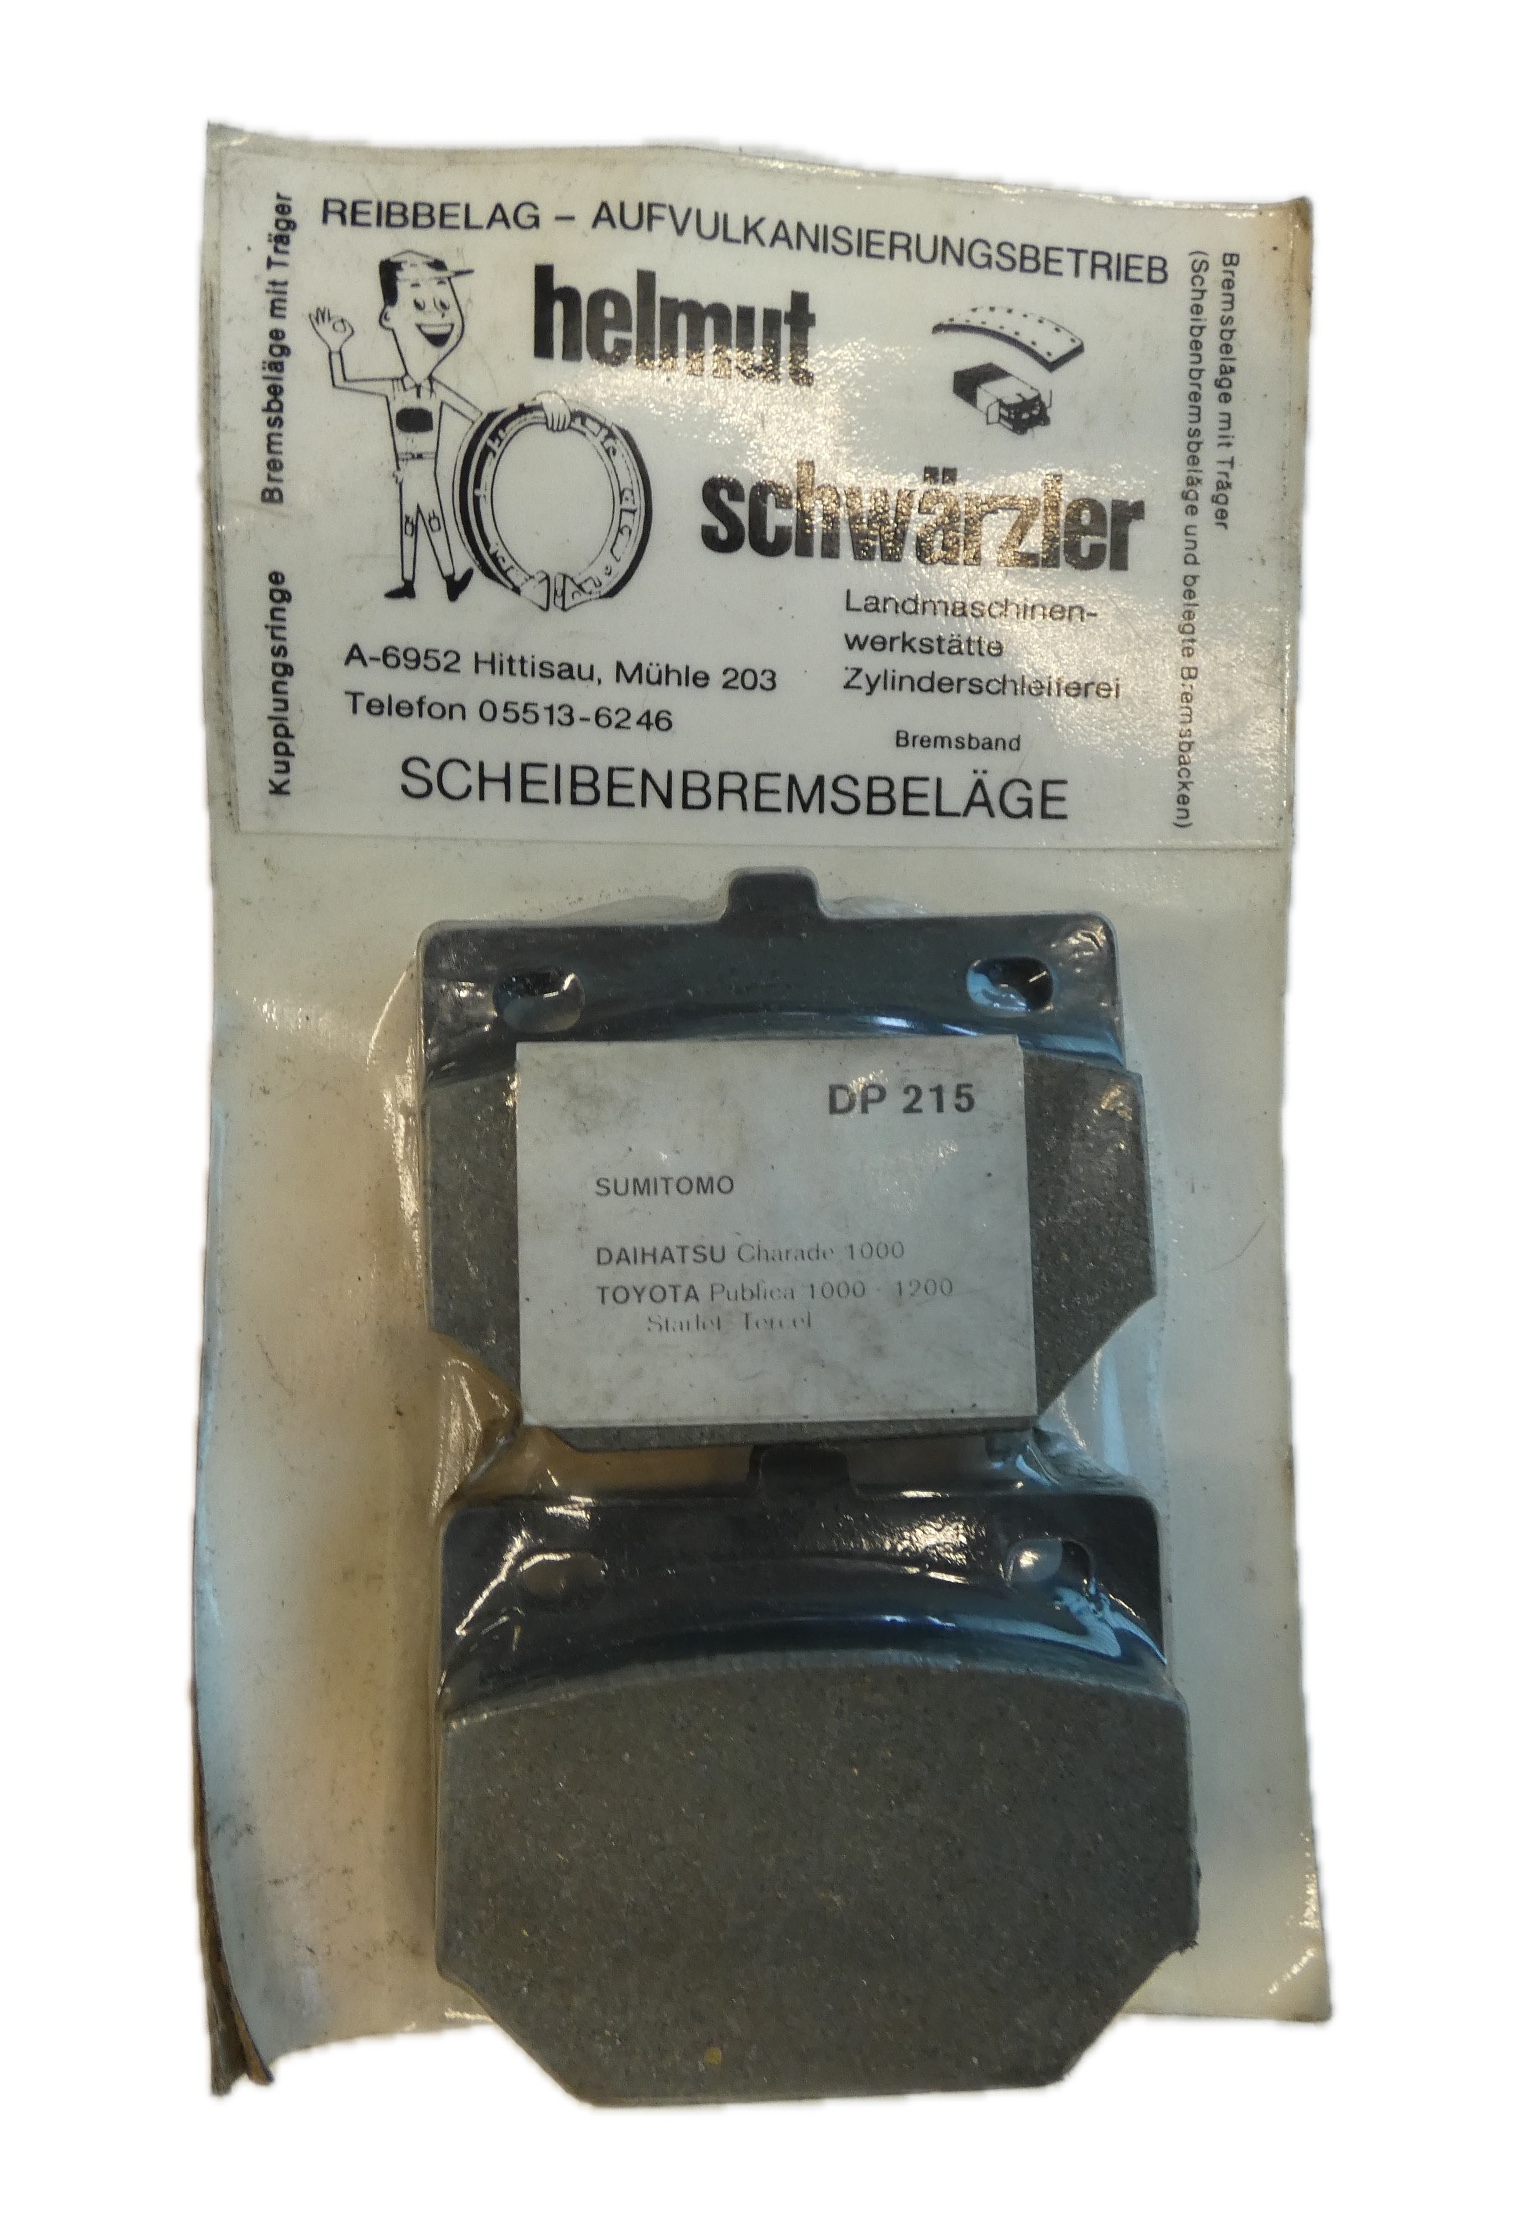 REIBBELAG – AUFVULKANISIERUNGSBETRIEB
helmut
schwärzler
Landmaschinen-
werkstätte
Zylinderschleiferei
A-6952 Hittisau, Mühle 203
Telefon 05513-6246
Bremsband
SCHEIBENBREMSBELÄGE
Kupplungsringe Bremsbeläge mit Träger
Bremsbeläge mit Träger
(Scheibenbremsbeläge und belegte Bremsbacken)
DP 215
SUMITOMO
DAIHATSU Charade 1000
TOYOTA Publica 1000 - 1200
Starlet Tercel